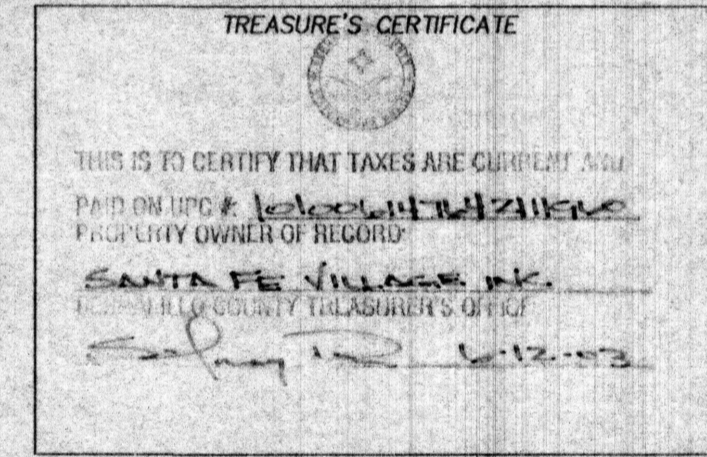 TREASURE'S CERTIFICATE
THIS IS TO CERTIFY THAT TAXES ARE CURRENT AND
PAID ON UPC #:
PROPERTY OWNER OF RECORD:
SANTA FE VILLAGE INC.
BERNALILLO COUNTY TREASURER'S OFFICE
6-12-03